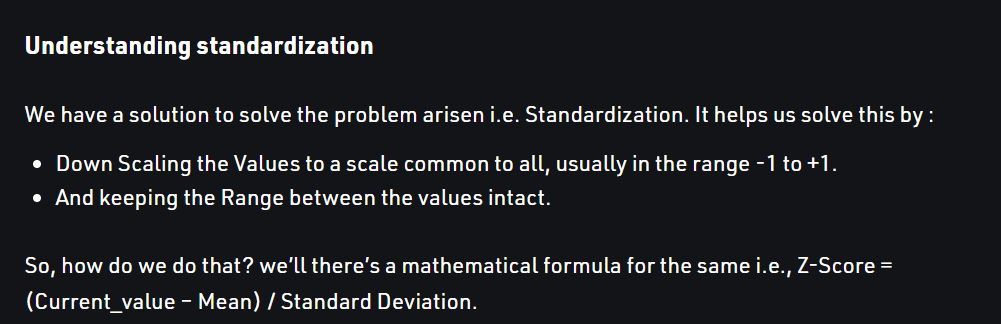 Understanding standardization
We have a solution to solve the problem arisen i.e. Standardization. It helps us solve this by :
• Down Scaling the Values to a scale common to all, usually in the range -1 to +1.
• And keeping the Range between the values intact.
So, how do we do that? we’ll there’s a mathematical formula for the same i.e., Z-Score =
(Current_value – Mean) / Standard Deviation.